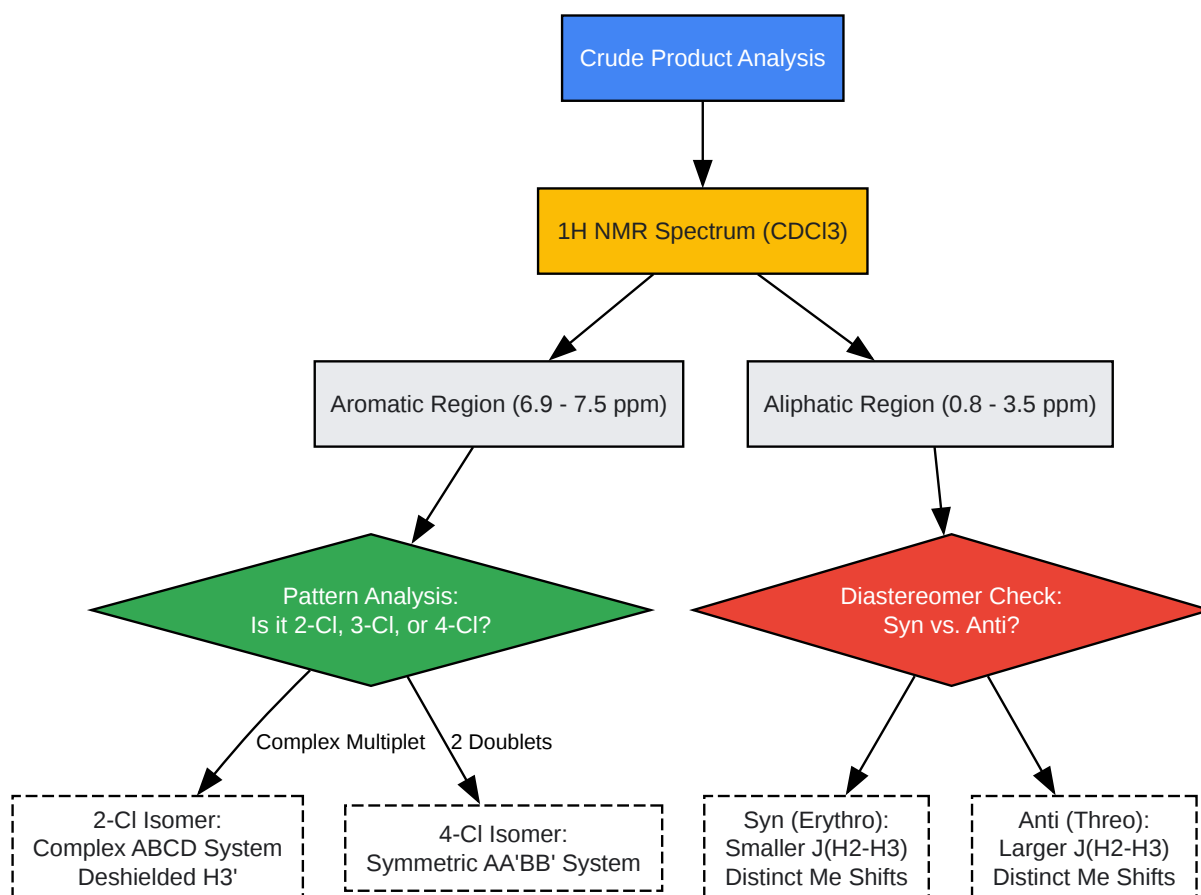 Crude Product Analysis
1H NMR Spectrum (CDCl3)
Aromatic Region (6.9 - 7.5 ppm)
Aliphatic Region (0.8 - 3.5 ppm)
Pattern Analysis:
Is it 2-Cl, 3-Cl, or 4-Cl?
Diastereomer Check:
Syn vs. Anti?
Complex Multiplet
2 Doublets
2-Cl Isomer:
Complex ABCD System
Deshielded H3'
4-Cl Isomer:
Symmetric AA'BB' System
Syn (Erythro):
Smaller J(H2-H3)
Distinct Me Shifts
Anti (Threo):
Larger J(H2-H3)
Distinct Me Shifts